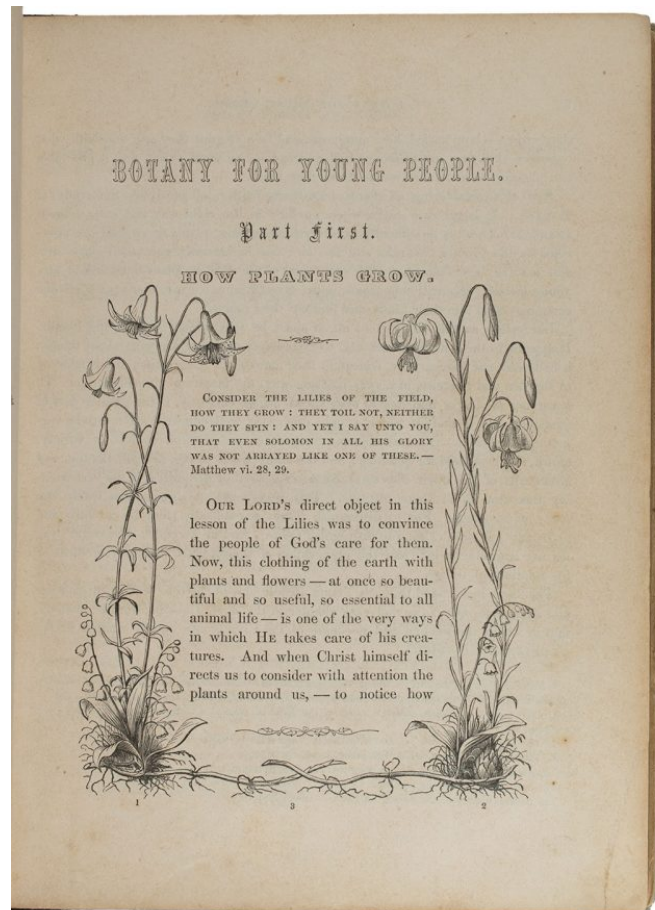 BOTANY FOR YOUNG PEOPLE.
Part First.
HOW PLANTS GROW.
CONSIDER THE LILIES OF THE FIELD,
HOW THEY GROW : THEY TOIL NOT, NEITHER
DO THEY SPIN : AND YET I SAY UNTO YOU,
THAT EVEN SOLOMON IN ALL HIS GLORY
WAS NOT ARRAYED LIKE ONE OF THESE.—
Matthew vi. 28, 29.
OUR LORD'S direct object in this
lesson of the Lilies was to convince
the people of God's care for them.
Now, this clothing of the earth with
plants and flowers — at once so beau-
tiful and so useful, so essential to all
animal life — is one of the very ways
in which HE takes care of his crea-
tures. And when Christ himself di-
rects us to consider with attention the
plants around us, — to notice how
1 3 2